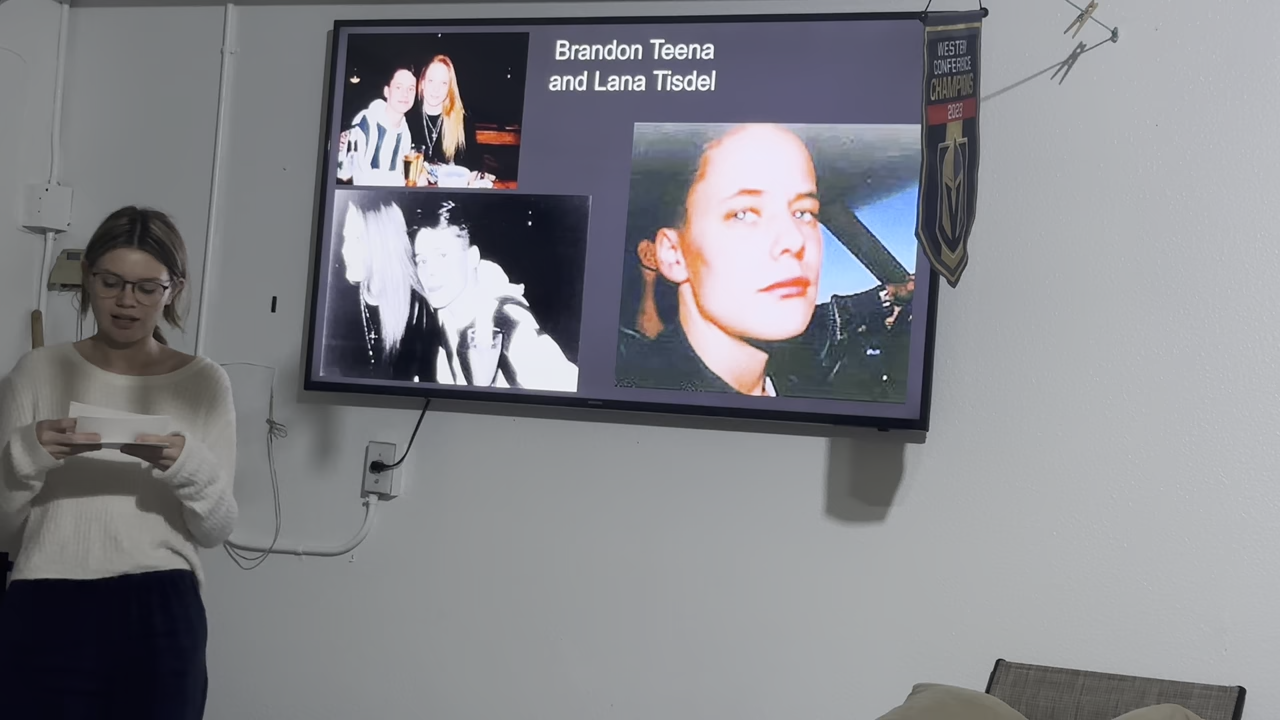 Brandon Teena
and Lana Tisdel
WESTERN
CONFERENCE
CHAMPIONS
2023